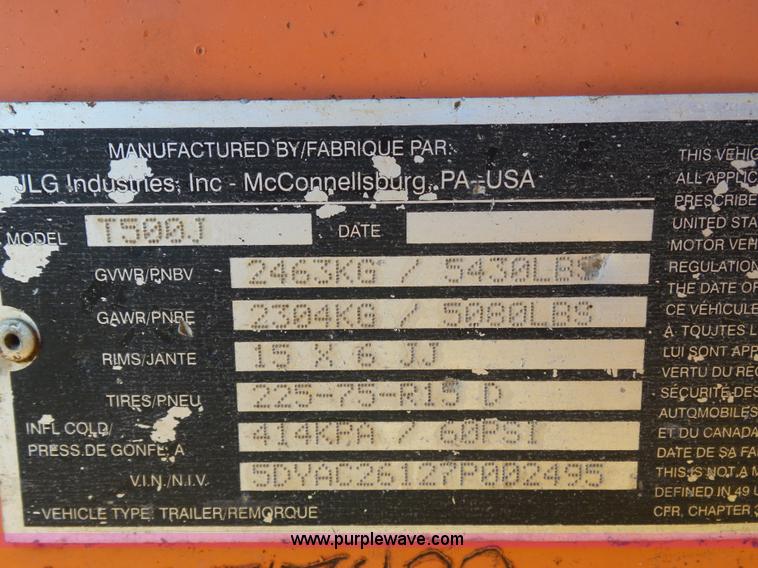 MANUFACTURED BY/FABRIQUE PAR:
JLG Industries, Inc - McConnellsburg, PA - USA
MODEL T500J DATE
GVWR/PNBV 2463KG / 5430LBS
GAWR/PNBE 2304KG / 5080LBS
RIMS/JANTE 15 X 6 JJ
TIRES/PNEU 225-75-R15 D
INFL COLD/
PRESS.DE GONFL. A 414KPA / 60PSI
V.I.N./N.I.V. 5DYAC26127P002495
VEHICLE TYPE: TRAILER/REMORQUE
THIS VEHIC
ALL APPLIC
PRESCRIBE
UNITED STA
MOTOR VEH
REGULATION
THE DATE OF
CE VÉHICULE
A TOUTES L
LUI SONT APP
VERTU DU RÈG
SÉCURITÉ DES
AUTOMOBILES
ET DU CANADA
DATE DE SA FA
THIS IS NOT A M
DEFINED IN 49 U
CFR, CHAPTER 3
www.purplewave.com